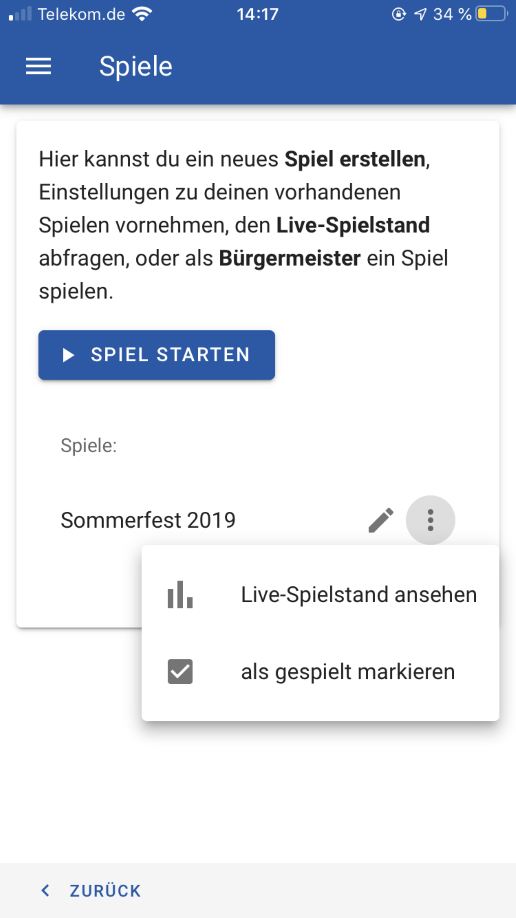 Telekom.de 14:17 34 %
Spiele
Hier kannst du ein neues Spiel erstellen,
Einstellungen zu deinen vorhandenen
Spielen vornehmen, den Live-Spielstand
abfragen, oder als Bürgermeister ein Spiel
spielen.
SPIEL STARTEN
Spiele:
Sommerfest 2019
Live-Spielstand ansehen
als gespielt markieren
ZURÜCK